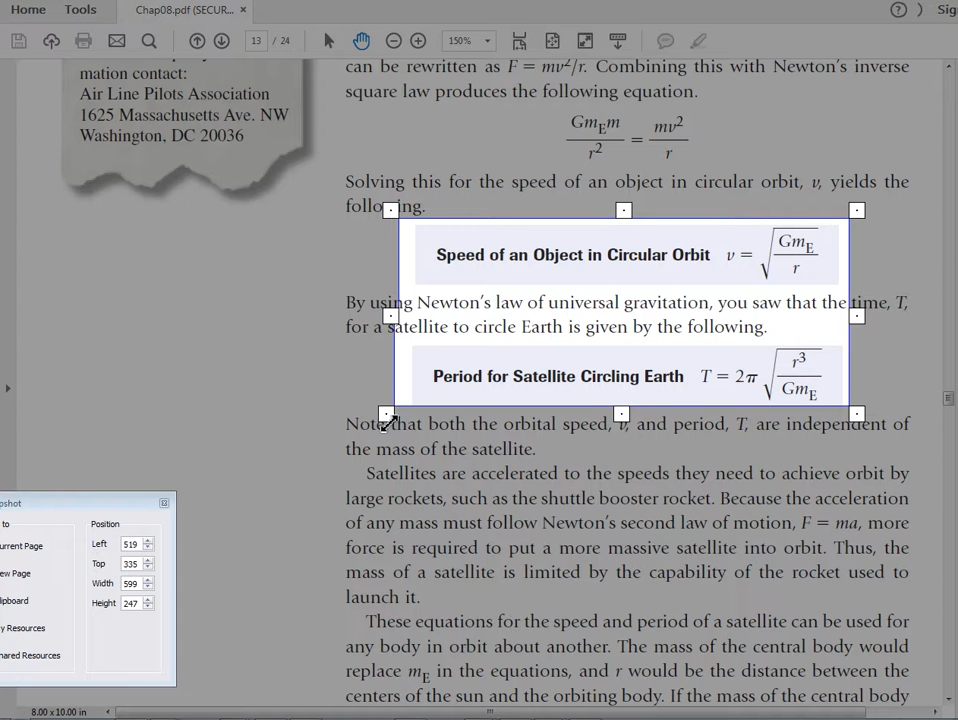 Home Tools Chap08.pdf (SECUR... × Sig
13 / 24 150%
mation contact:
Air Line Pilots Association
1625 Massachusetts Ave. NW
Washington, DC 20036
can be rewritten as F = mv²/r. Combining this with Newton's inverse
square law produces the following equation.
Gm_E m / r² = mv² / r
Solving this for the speed of an object in circular orbit, v, yields the
following.
Speed of an Object in Circular Orbit v = √(Gm_E / r)
By using Newton's law of universal gravitation, you saw that the time, T,
for a satellite to circle Earth is given by the following.
Period for Satellite Circling Earth T = 2π √(r³ / Gm_E)
Note that both the orbital speed, v, and period, T, are independent of
the mass of the satellite.
Satellites are accelerated to the speeds they need to achieve orbit by
large rockets, such as the shuttle booster rocket. Because the acceleration
of any mass must follow Newton's second law of motion, F = ma, more
force is required to put a more massive satellite into orbit. Thus, the
mass of a satellite is limited by the capability of the rocket used to
launch it.
These equations for the speed and period of a satellite can be used for
any body in orbit about another. The mass of the central body would
replace m_E in the equations, and r would be the distance between the
centers of the sun and the orbiting body. If the mass of the central body
pshot
to
urrent Page
ew Page
lipboard
y Resources
hared Resources
Position
Left 519
Top 335
Width 599
Height 247
8.00 x 10.00 in